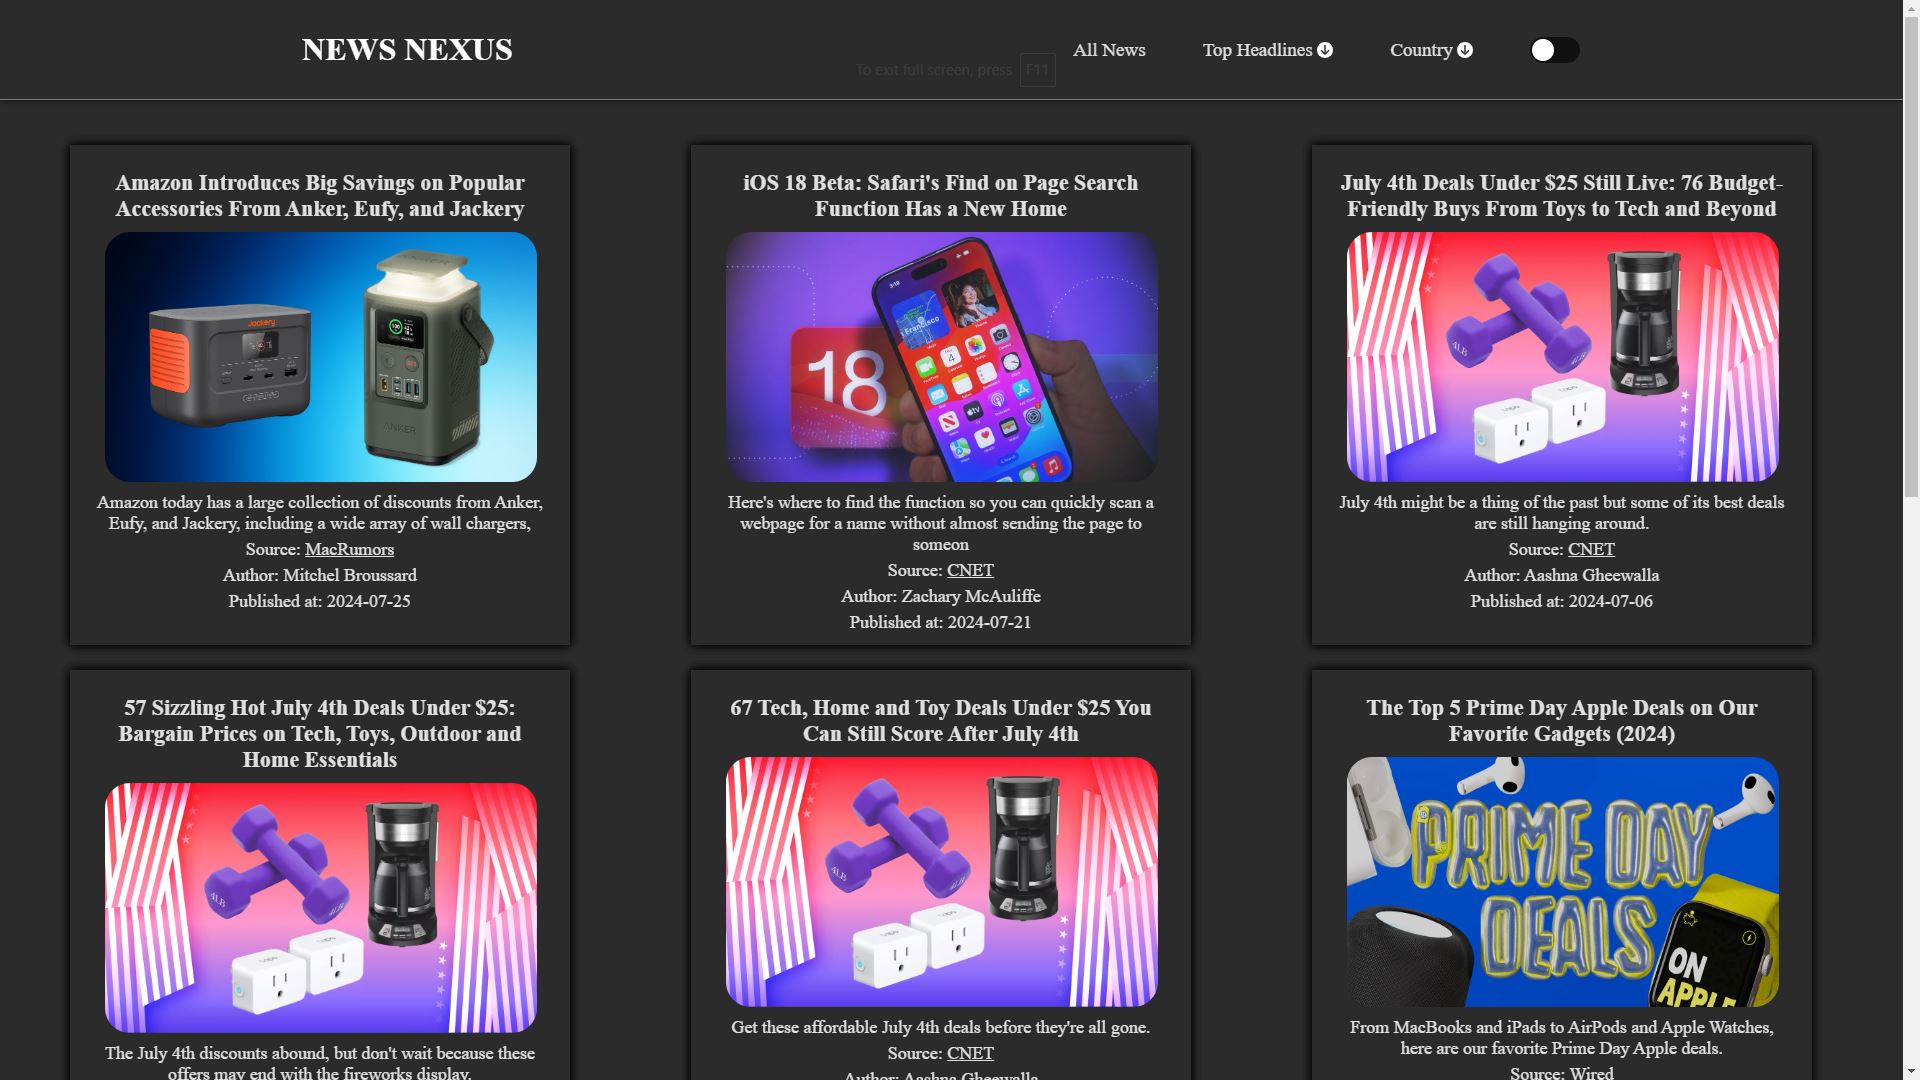 NEWS NEXUS
All News
Top Headlines
Country
To exit full screen, press F11
Amazon Introduces Big Savings on Popular
Accessories From Anker, Eufy, and Jackery
Jackery
ANKER
Amazon today has a large collection of discounts from Anker,
Eufy, and Jackery, including a wide array of wall chargers,
Source: MacRumors
Author: Mitchel Broussard
Published at: 2024-07-25
iOS 18 Beta: Safari's Find on Page Search
Function Has a New Home
18
Here's where to find the function so you can quickly scan a
webpage for a name without almost sending the page to
someon
Source: CNET
Author: Zachary McAuliffe
Published at: 2024-07-21
July 4th Deals Under $25 Still Live: 76 Budget-
Friendly Buys From Toys to Tech and Beyond
4LB
4LB
July 4th might be a thing of the past but some of its best deals
are still hanging around.
Source: CNET
Author: Aashna Gheewalla
Published at: 2024-07-06
57 Sizzling Hot July 4th Deals Under $25:
Bargain Prices on Tech, Toys, Outdoor and
Home Essentials
4LB
4LB
The July 4th discounts abound, but don't wait because these
offers may end with the fireworks display.
67 Tech, Home and Toy Deals Under $25 You
Can Still Score After July 4th
4LB
4LB
Get these affordable July 4th deals before they're all gone.
Source: CNET
Author: Aashna Gheewalla
The Top 5 Prime Day Apple Deals on Our
Favorite Gadgets (2024)
PRIME DAY
DEALS
ON
APPLE
From MacBooks and iPads to AirPods and Apple Watches,
here are our favorite Prime Day Apple deals.
Source: Wired